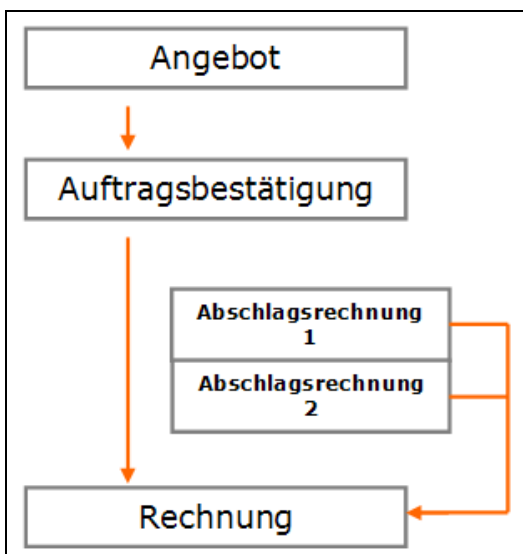 Angebot
Auftragsbestätigung
Abschlagsrechnung
1
Abschlagsrechnung
2
Rechnung